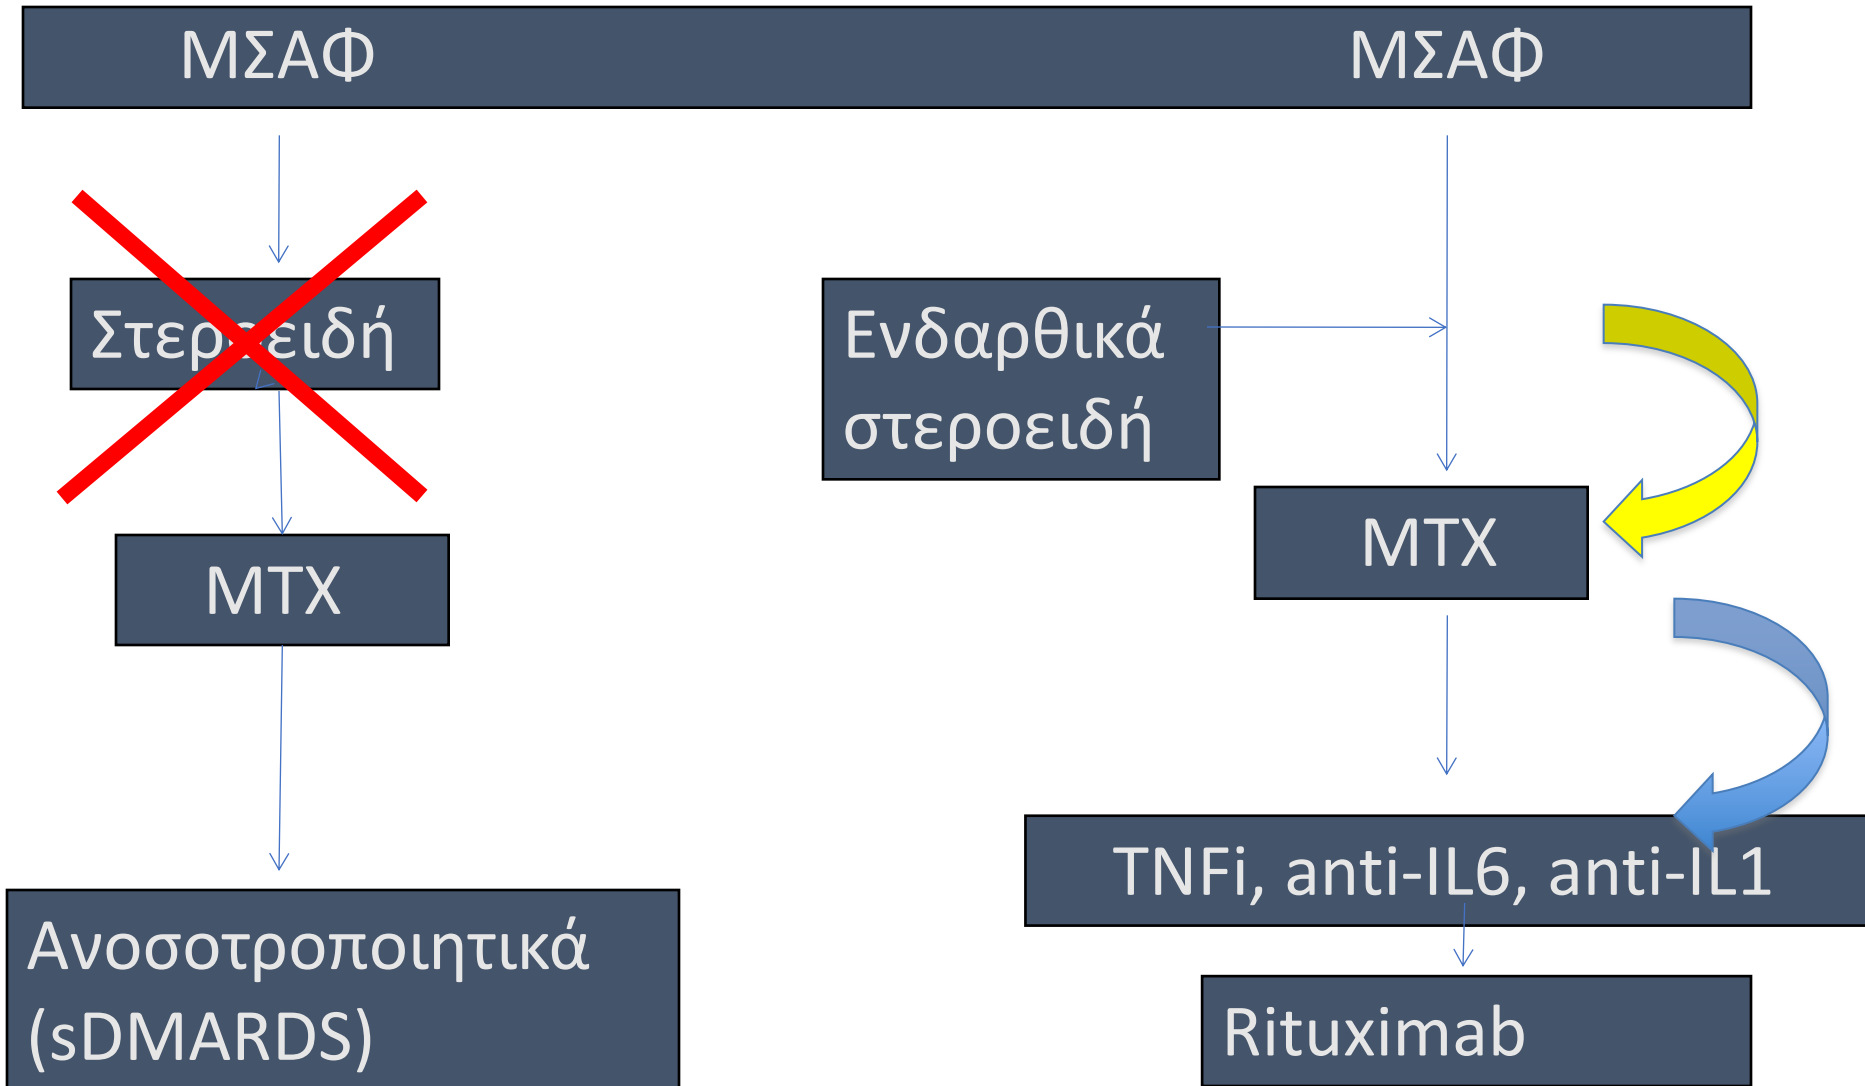 ΜΣΑΦ
ΜΣΑΦ
Στεροειδή
Ενδαρθικά
στεροειδή
MTX
MTX
TNFi, anti-IL6, anti-IL1
Ανοσοτροποιητικά
(sDMARDS)
Rituximab